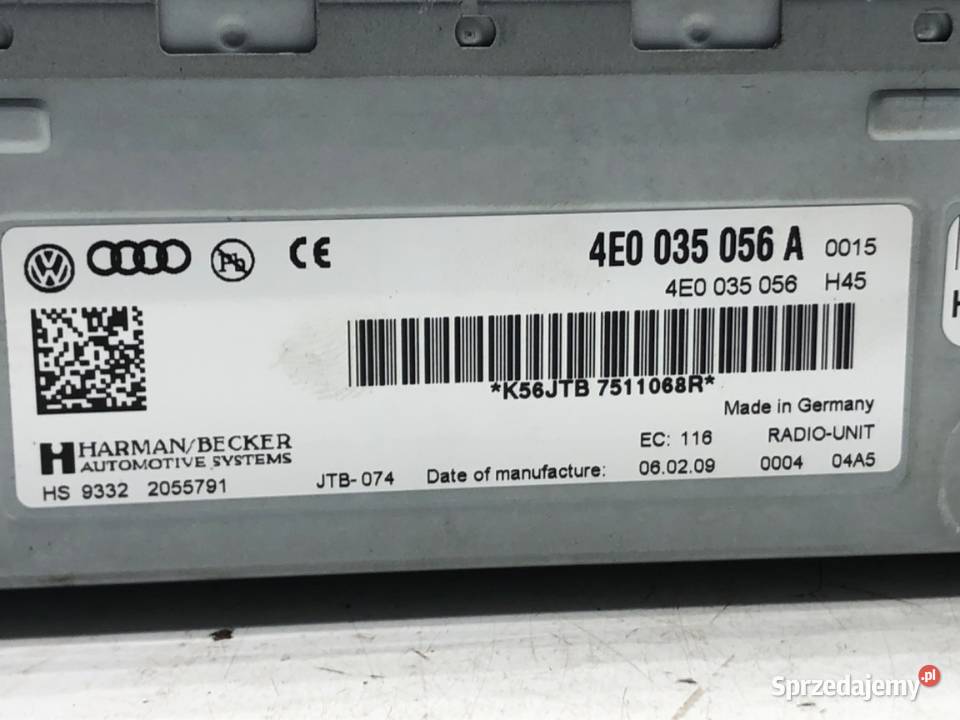 4E0 035 056 A 0015
4E0 035 056 H45
*K56JTB 7511068R*
Made in Germany
HARMAN/BECKER
AUTOMOTIVE SYSTEMS
EC: 116 RADIO-UNIT
HS 9332 2055791 JTB-074 Date of manufacture: 06.02.09 0004 04A5
CE
Pb
H
Sprzedajemy.pl